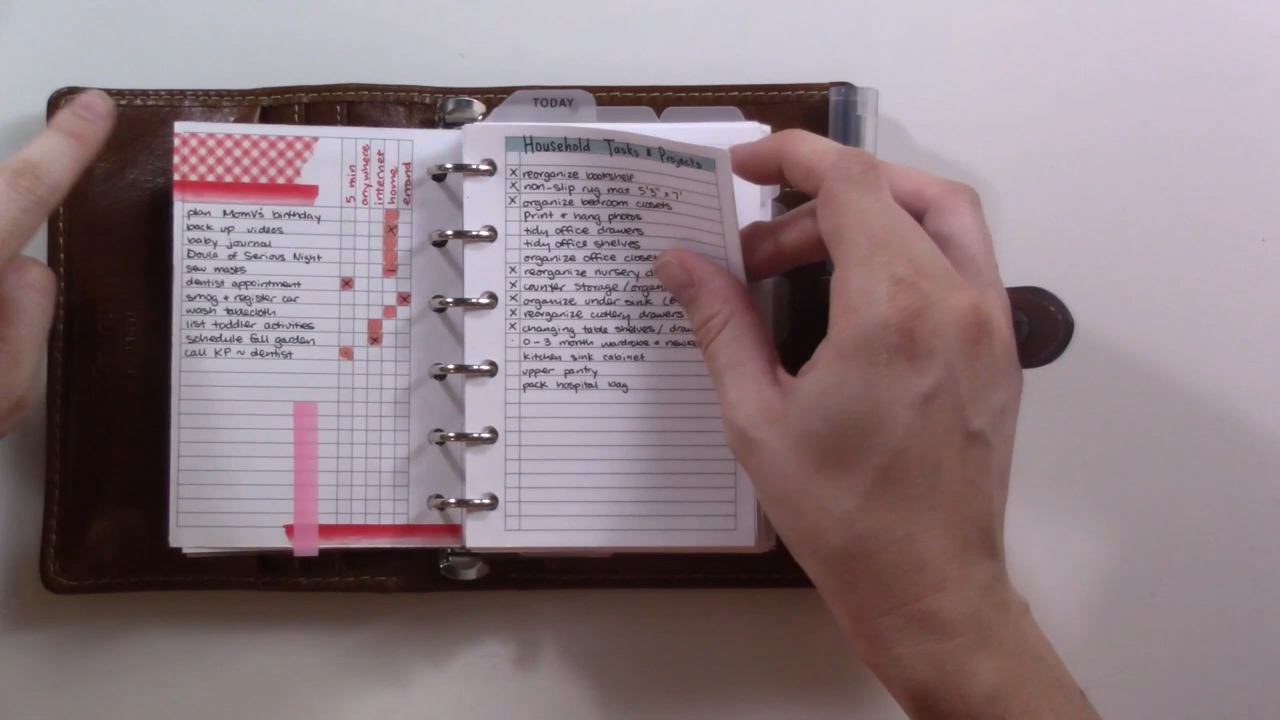 TODAY
5 min
anywhere
internet
home
errand
plan MomV's birthday
back up videos
baby journal
Doula of Serious Night
sew masks
dentist appointment
smog + register car
wash tablecloth
list toddler activities
schedule fall garden
call KP ~ dentist
Household Tasks & Projects
x reorganize bookshelf
x non-slip rug mat 5'3" x 7'
x organize bedroom closets
Print + hang photos
tidy office drawers
tidy office shelves
organize office closet
x reorganize nursery d
x counter storage/organi
x organize under sink
x reorganize cutlery drawers
x changing table shelves/draw
0-3 month wardrobe +
kitchen sink cabinet
upper pantry
pack hospital bag